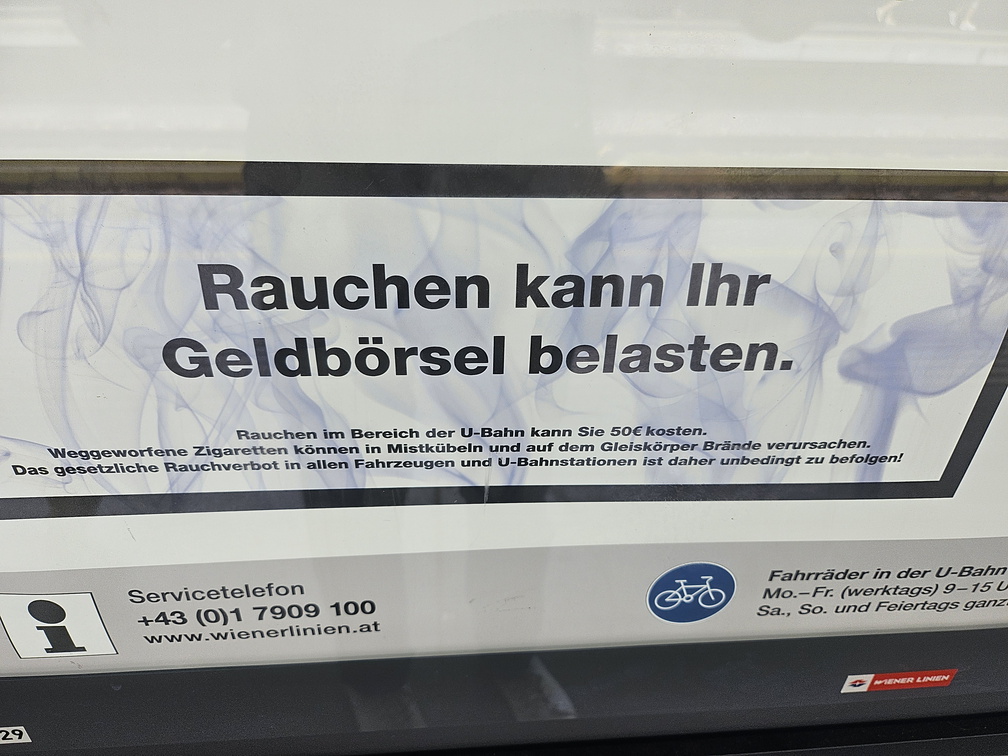 Rauchen kann Ihr
Geldbörsel belasten.
Rauchen im Bereich der U-Bahn kann Sie 50€ kosten.
Weggeworfene Zigaretten können in Mistkübeln und auf dem Gleiskörper Brände verursachen.
Das gesetzliche Rauchverbot in allen Fahrzeugen und U-Bahnstationen ist daher unbedingt zu befolgen!
Servicetelefon
+43 (0)1 7909 100
www.wienerlinien.at
Fahrräder in der U-Bahn
Mo.–Fr. (werktags) 9–15 U
Sa., So. und Feiertags ganz
WIENER LINIEN
29